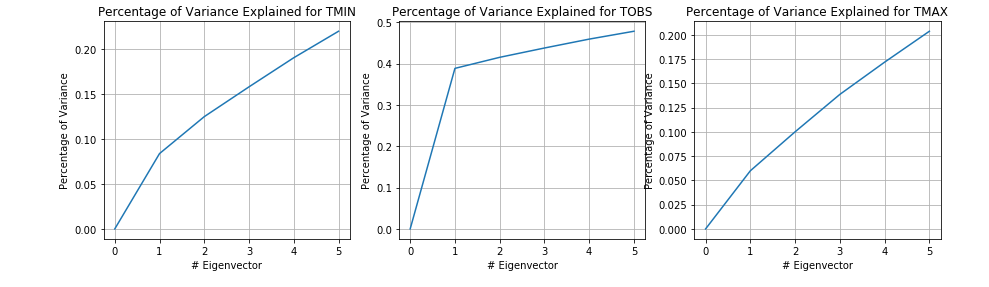 Percentage of Variance Explained for TMIN
Percentage of Variance
0.20
0.15
0.10
0.05
0.00
0 1 2 3 4 5
# Eigenvector
Percentage of Variance Explained for TOBS
Percentage of Variance
0.5
0.4
0.3
0.2
0.1
0.0
0 1 2 3 4 5
# Eigenvector
Percentage of Variance Explained for TMAX
Percentage of Variance
0.200
0.175
0.150
0.125
0.100
0.075
0.050
0.025
0.000
0 1 2 3 4 5
# Eigenvector